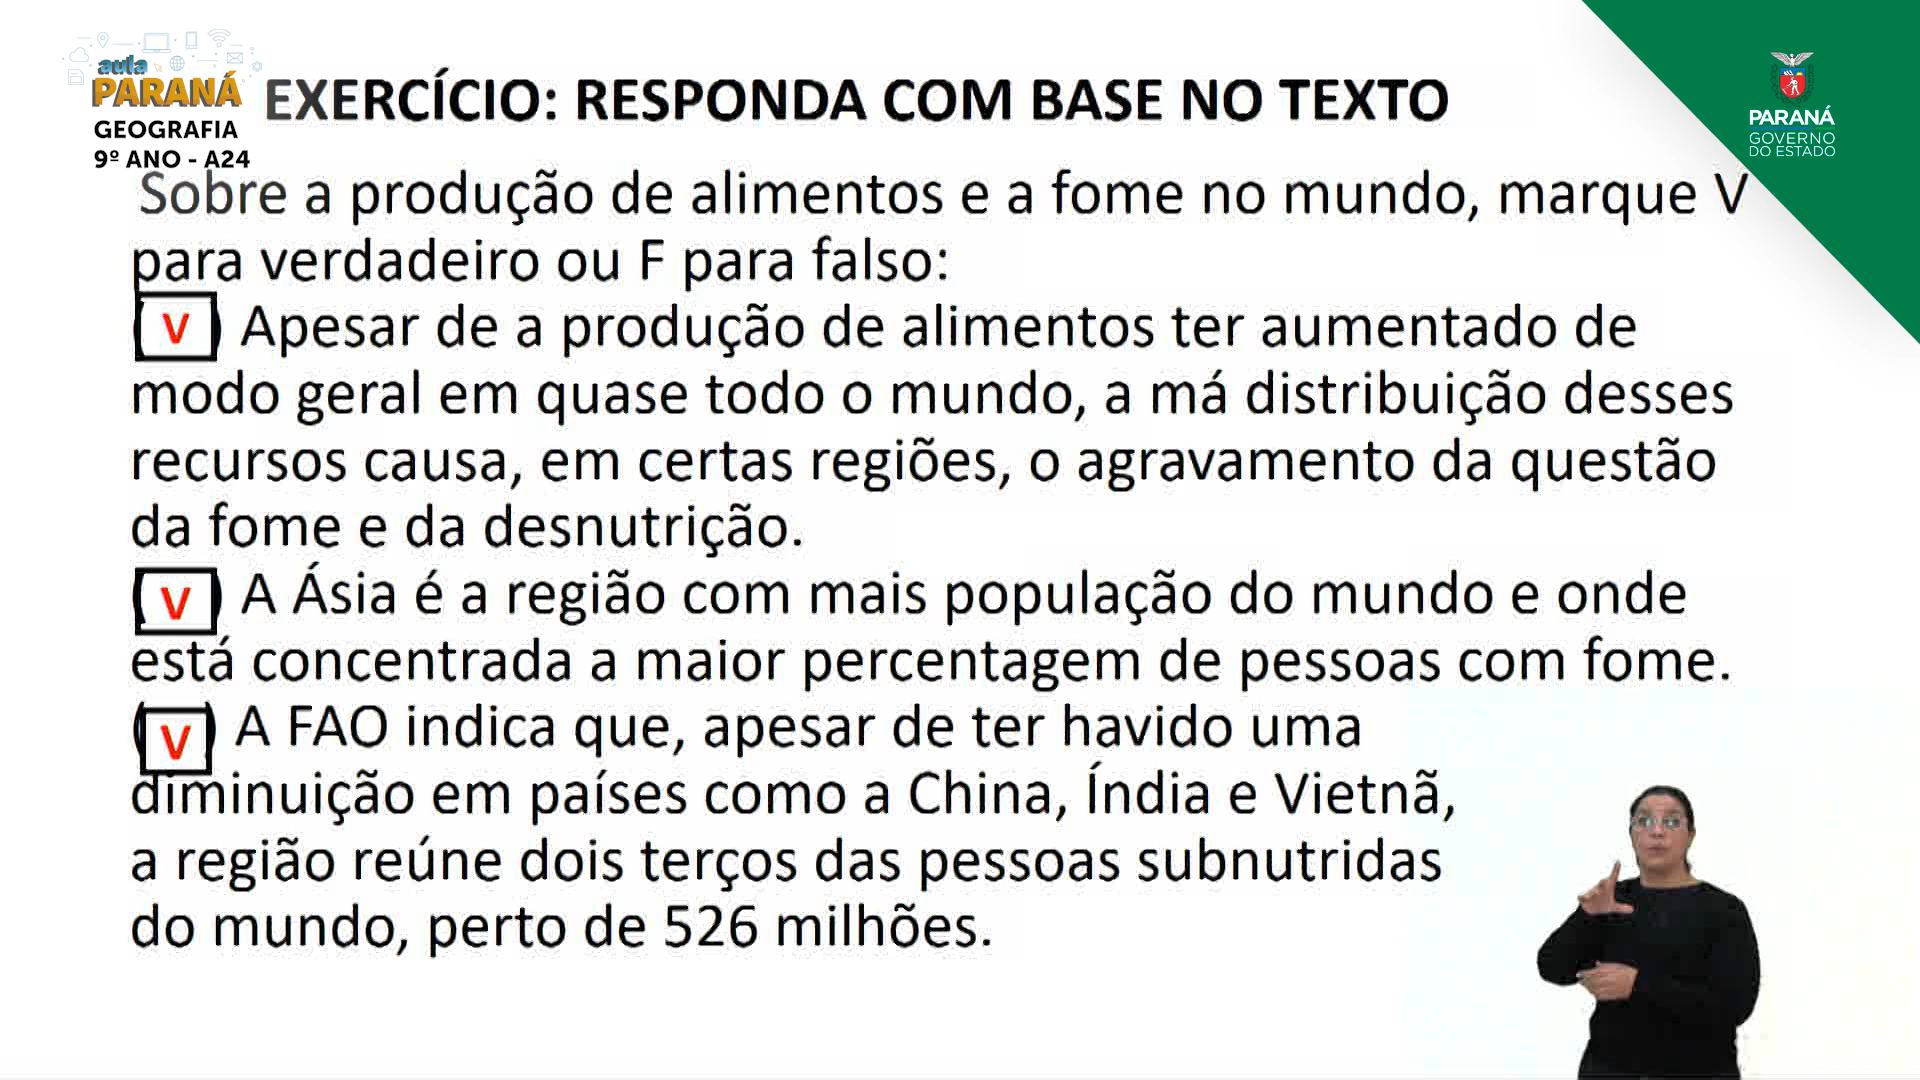 aula
PARANÁ
GEOGRAFIA
9º ANO - A24
EXERCÍCIO: RESPONDA COM BASE NO TEXTO
PARANÁ
GOVERNO
DO ESTADO
Sobre a produção de alimentos e a fome no mundo, marque V
para verdadeiro ou F para falso:
(V) Apesar de a produção de alimentos ter aumentado de
modo geral em quase todo o mundo, a má distribuição desses
recursos causa, em certas regiões, o agravamento da questão
da fome e da desnutrição.
(V) A Ásia é a região com mais população do mundo e onde
está concentrada a maior percentagem de pessoas com fome.
(V) A FAO indica que, apesar de ter havido uma
diminuição em países como a China, Índia e Vietnã,
a região reúne dois terços das pessoas subnutridas
do mundo, perto de 526 milhões.